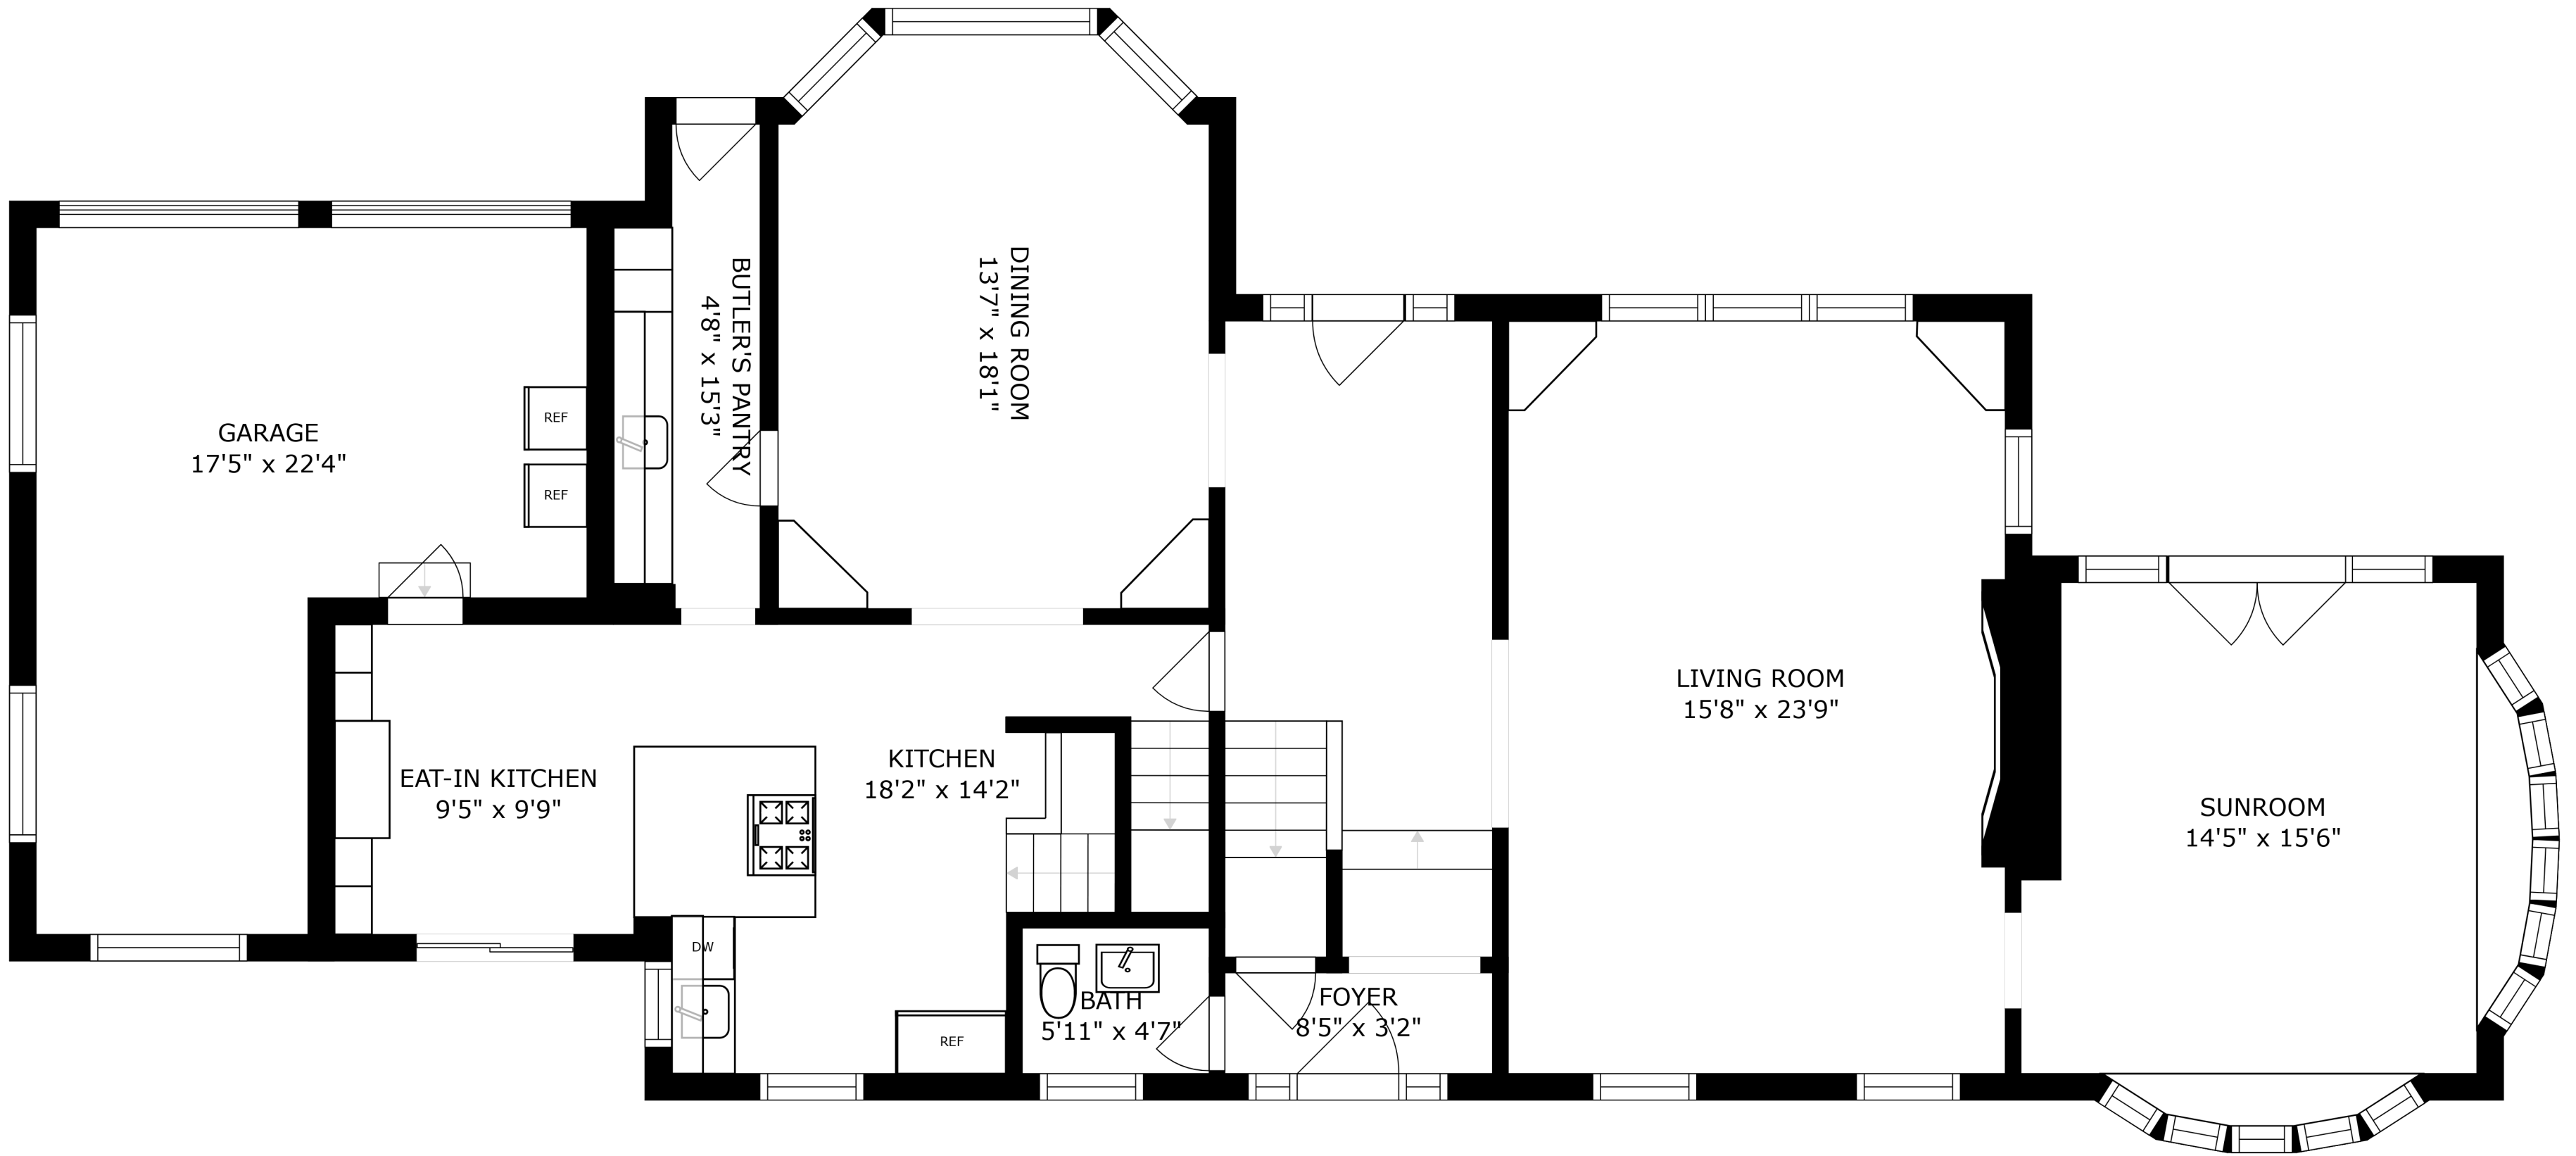 GARAGE
17'5" x 22'4"
REF
REF
BUTLER'S PANTRY
4'8" x 15'3"
DINING ROOM
13'7" x 18'1"
EAT-IN KITCHEN
9'5" x 9'9"
KITCHEN
18'2" x 14'2"
DW
REF
BATH
5'11" x 4'7"
FOYER
8'5" x 3'2"
LIVING ROOM
15'8" x 23'9"
SUNROOM
14'5" x 15'6"